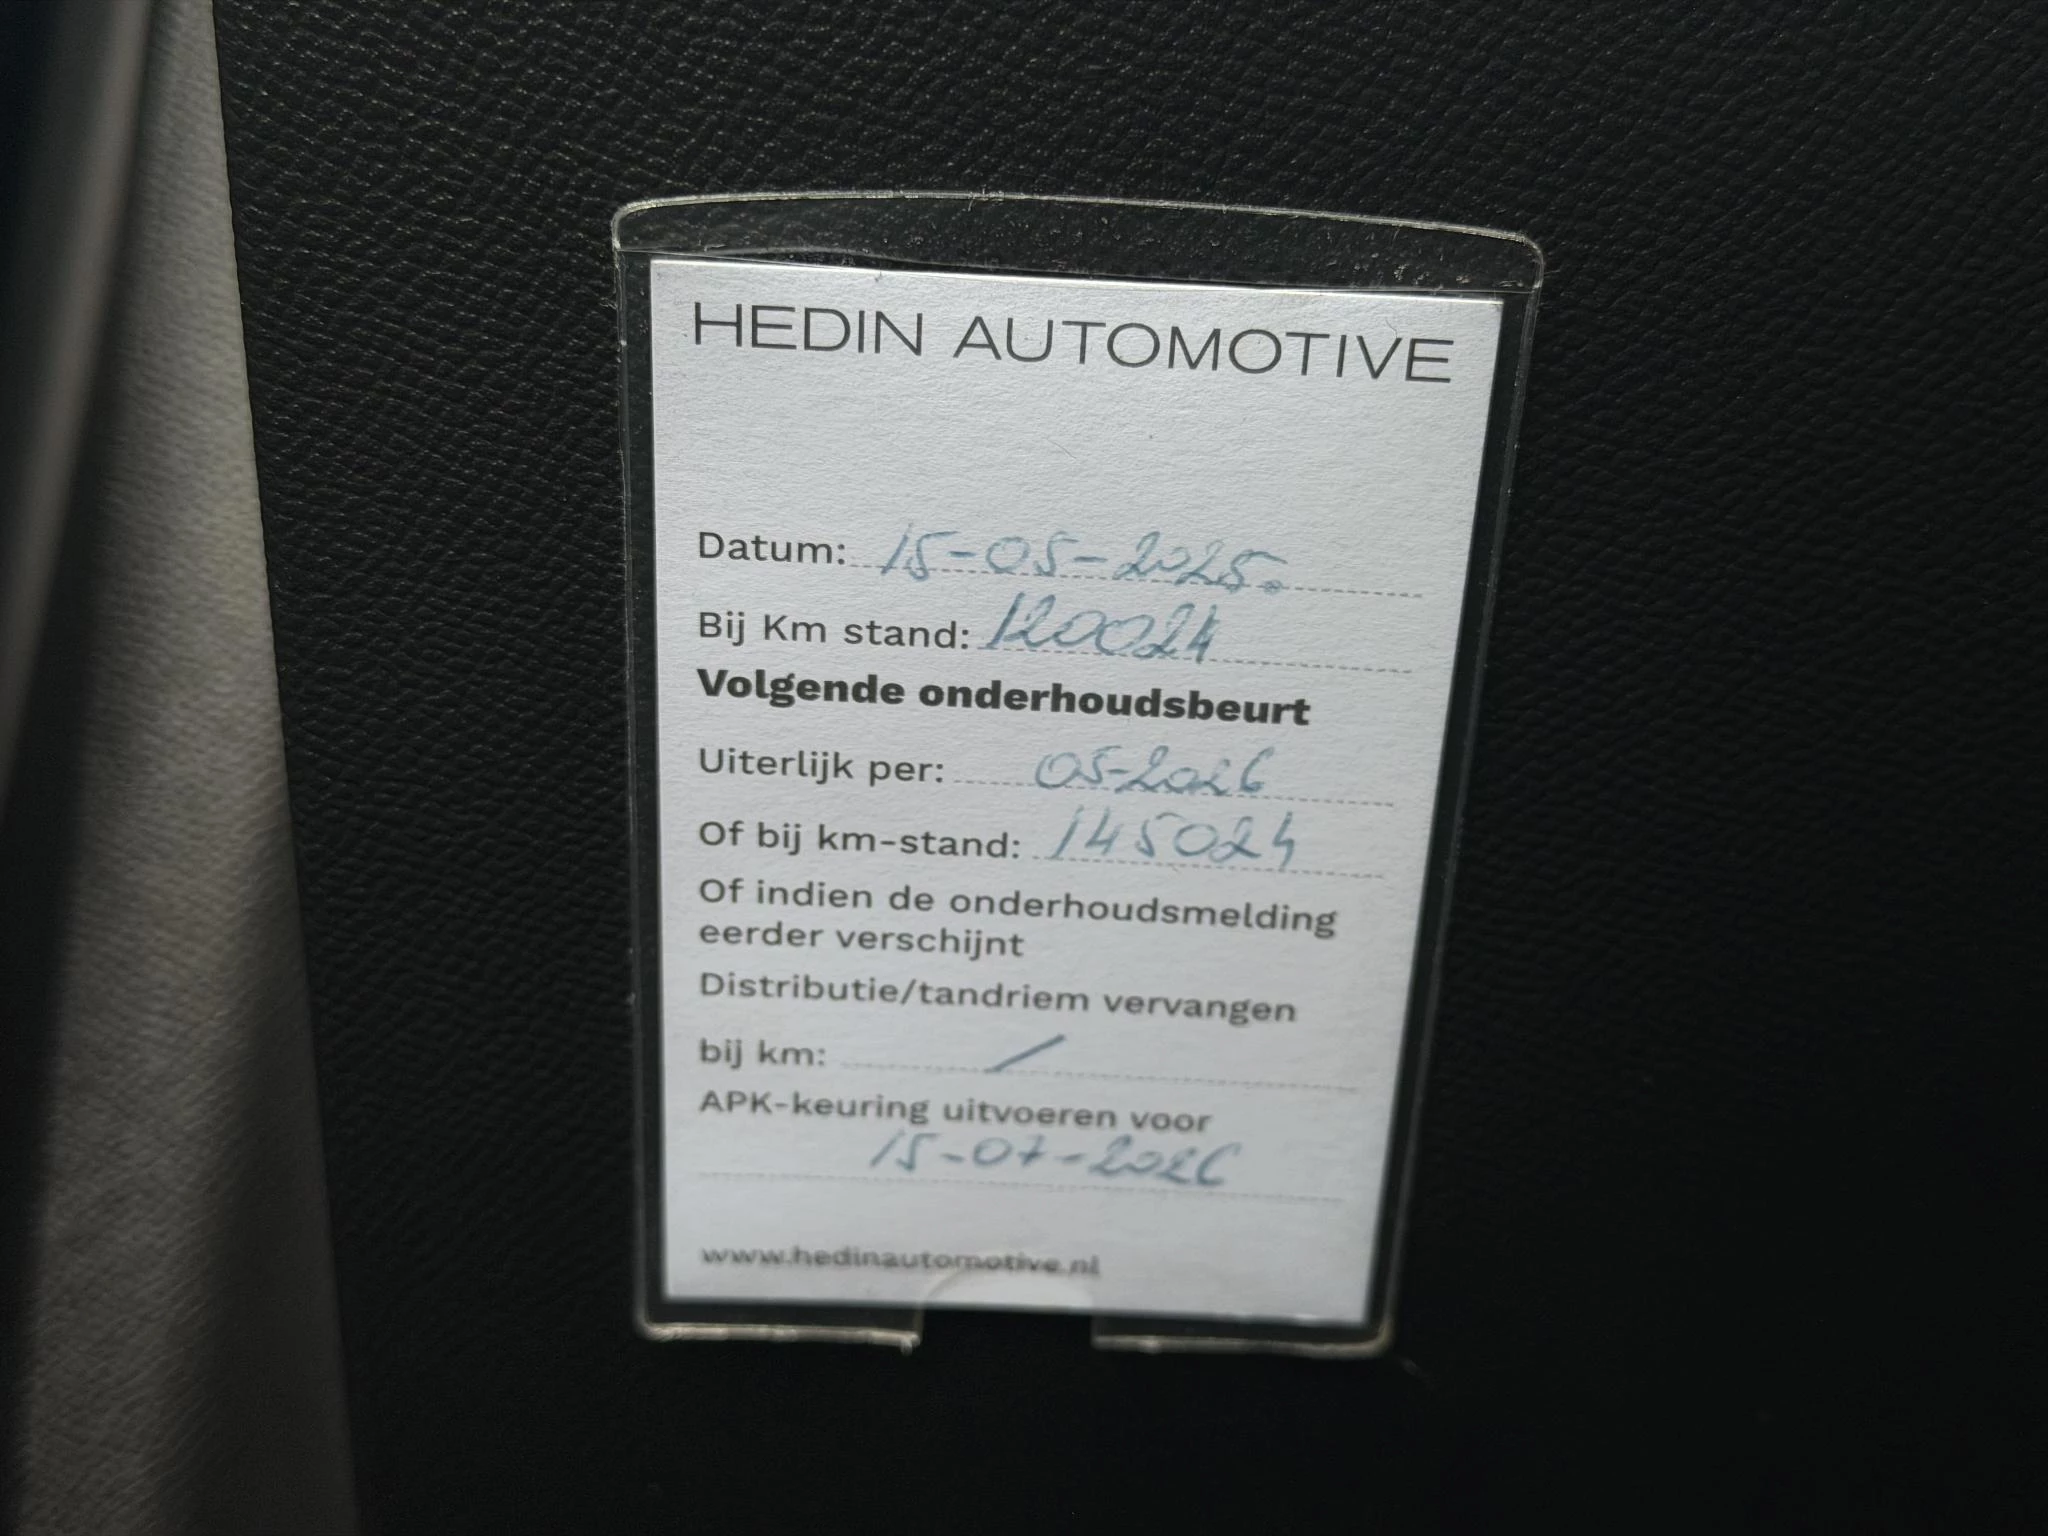 HEDIN AUTOMOTIVE
Datum: 15-05-2025.
Bij Km stand: 120024
Volgende onderhoudsbeurt
Uiterlijk per: 05-2026
Of bij km-stand: 145024
Of indien de onderhoudsmelding
eerder verschijnt
Distributie/tandriem vervangen
bij km: /
APK-keuring uitvoeren voor
15-07-2026
www.hedinautomotive.nl